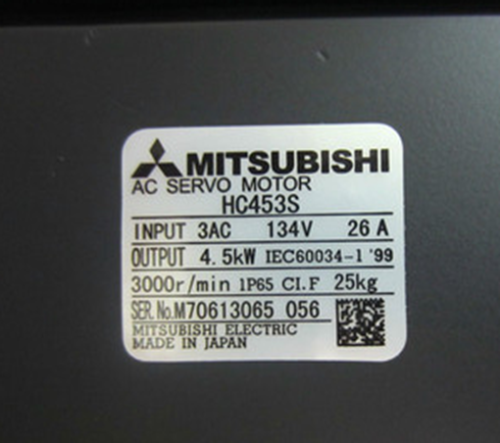 MITSUBISHI
AC SERVO MOTOR
HC453S
INPUT 3AC 134V 26 A
OUTPUT 4.5kW IEC60034-1 '99
3000r/min IP65 CI.F 25kg
SER.No.M70613065 056
MITSUBISHI ELECTRIC
MADE IN JAPAN